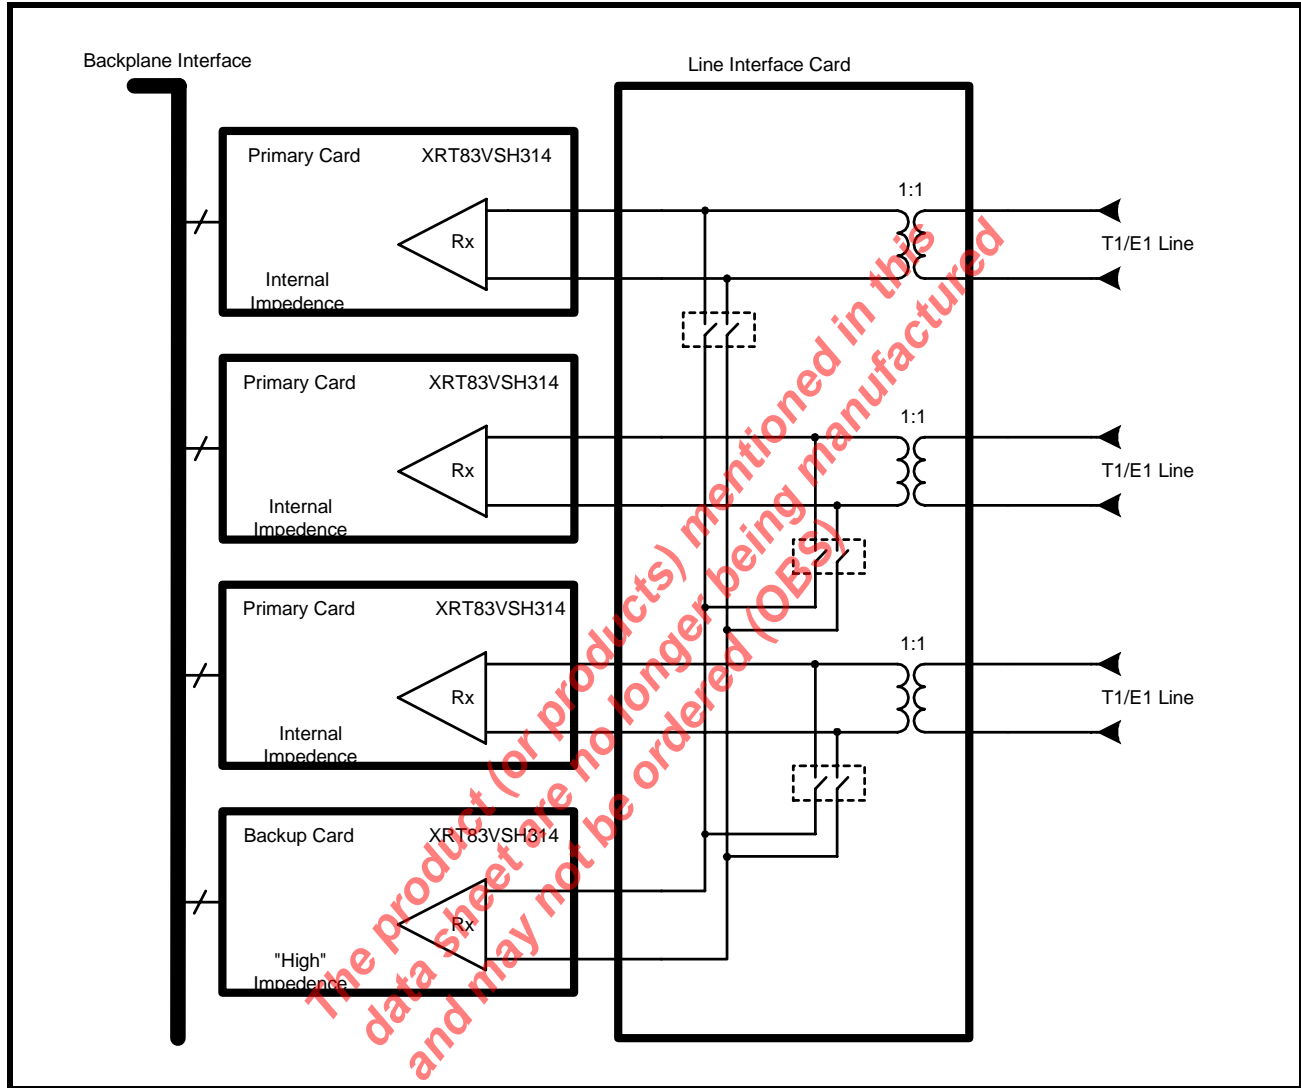 Backplane Interface
Line Interface Card
Primary Card XRT83VSH314
Rx
Internal
Impedence
1:1
T1/E1 Line
Primary Card XRT83VSH314
Rx
Internal
Impedence
1:1
T1/E1 Line
Primary Card XRT83VSH314
Rx
Internal
Impedence
1:1
T1/E1 Line
Backup Card XRT83VSH314
Rx
"High"
Impedence
The product (or products) mentioned in this
data sheet are no longer being manufactured
and may not be ordered (OBS)